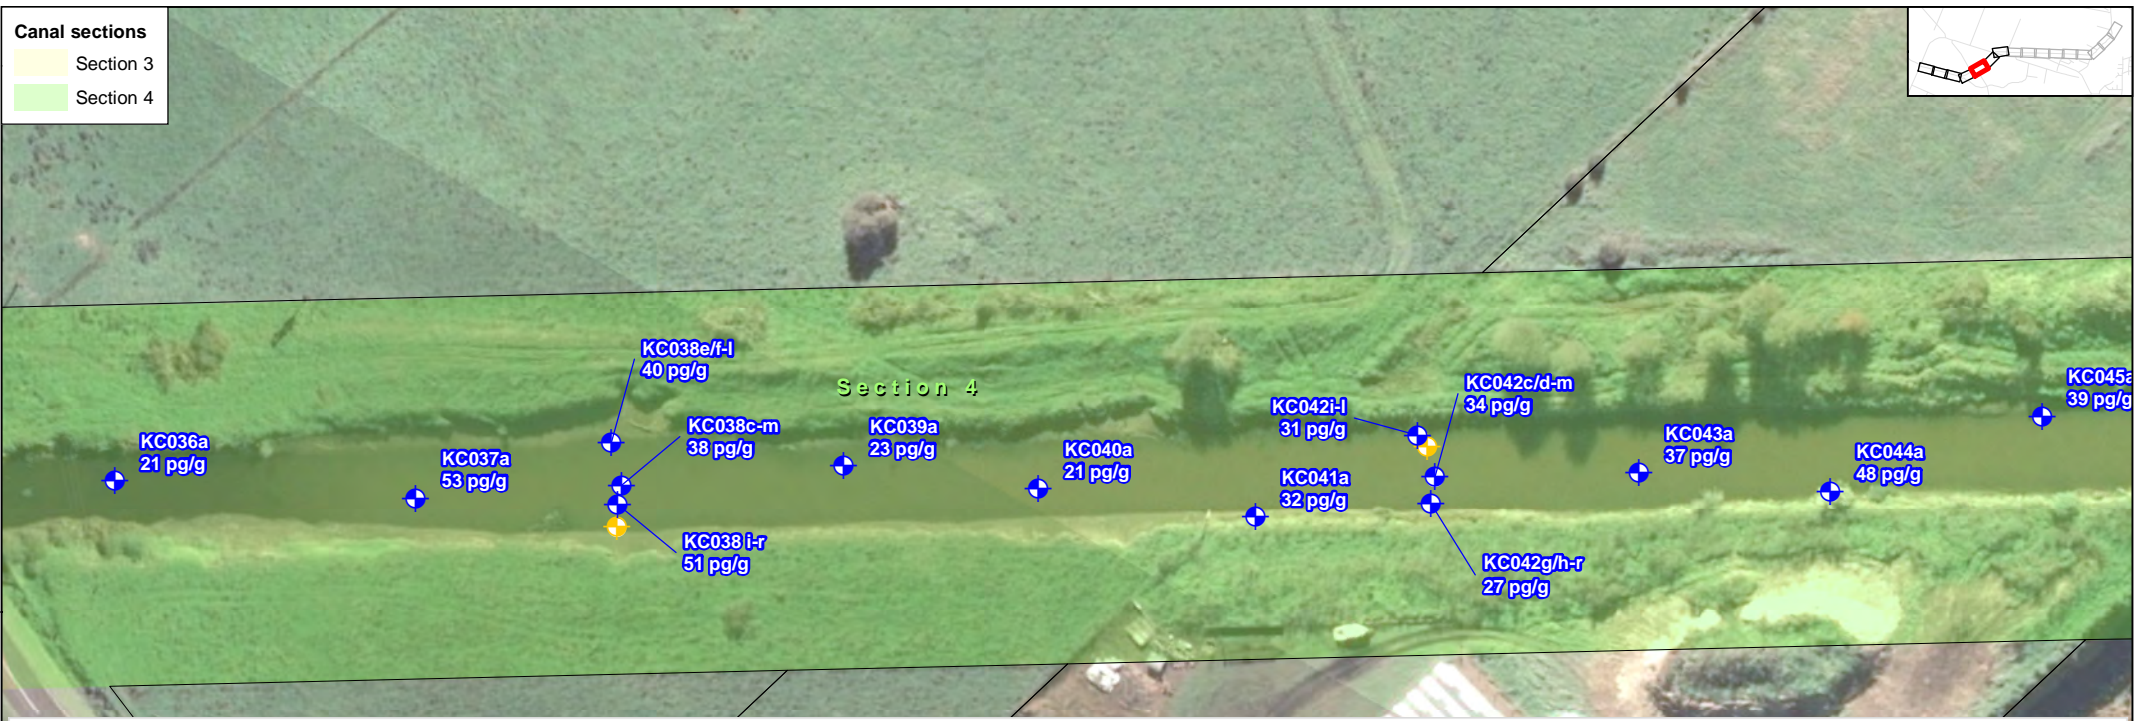 Canal sections
Section 3
Section 4
KC038e/f-l
40 pg/g
Section 4
KC045a
39 pg/g
KC042c/d-m
34 pg/g
KC042i-l
31 pg/g
KC038c-m
38 pg/g
KC039a
23 pg/g
KC036a
21 pg/g
KC037a
53 pg/g
KC040a
21 pg/g
KC043a
37 pg/g
KC044a
48 pg/g
KC041a
32 pg/g
KC038 i-r
51 pg/g
KC042g/h-r
27 pg/g